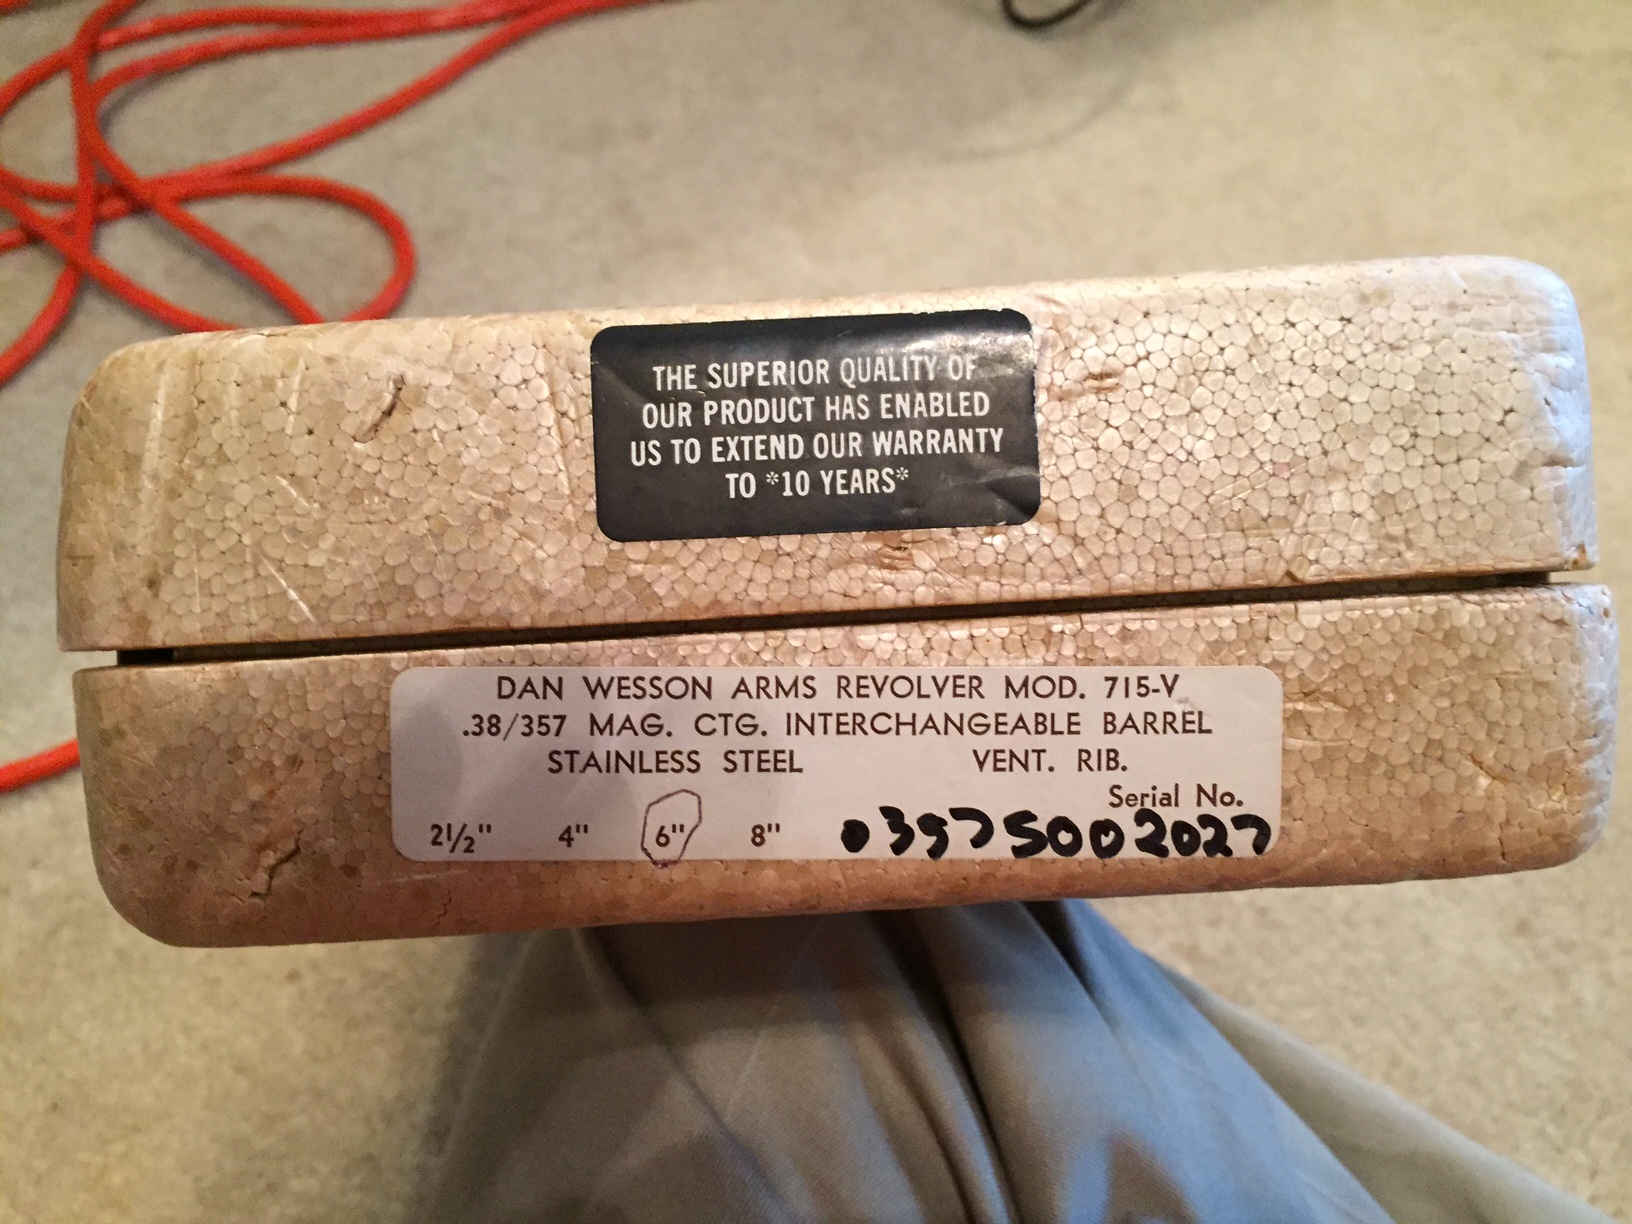 THE SUPERIOR QUALITY OF
OUR PRODUCT HAS ENABLED
US TO EXTEND OUR WARRANTY
TO *10 YEARS*
DAN WESSON ARMS REVOLVER MOD. 715-V
.38/357 MAG. CTG. INTERCHANGEABLE BARREL
STAINLESS STEEL VENT. RIB.
Serial No.
2½" 4" 6" 8"